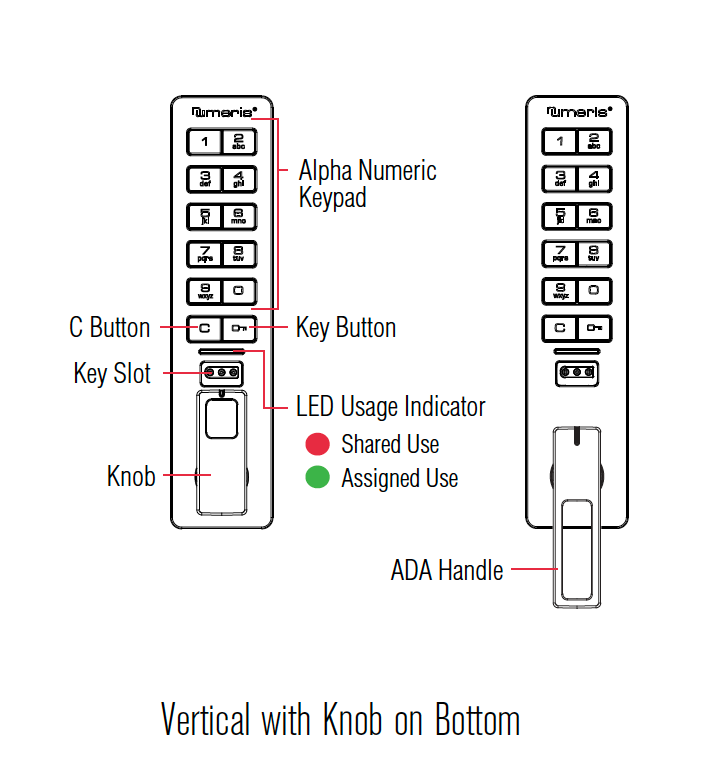 Numeris
1 2 abc
3 def 4 ghi
5 jkl 6 mno
7 pqrs 8 tuv
9 wxyz 0
C
Alpha Numeric
Keypad
C Button
Key Button
Key Slot
LED Usage Indicator
Shared Use
Assigned Use
Knob
Numeris
1 2 abc
3 def 4 ghi
5 jkl 6 mno
7 pqrs 8 tuv
9 wxyz 0
C
ADA Handle
Vertical with Knob on Bottom